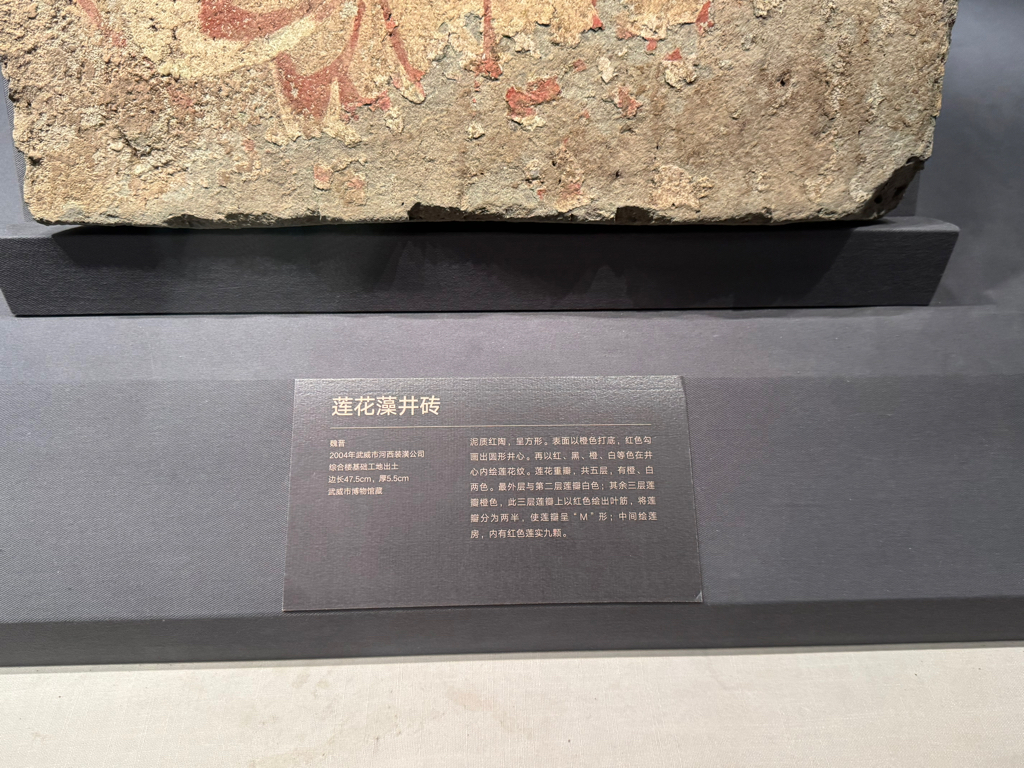 莲花藻井砖
魏晋
2004年武威市河西装潢公司
综合楼基础工地出土
边长47.5cm，厚5.5cm
武威市博物馆藏
泥质红陶，呈方形。表面以橙色打底，红色勾
画出圆形井心。再以红、黑、橙、白等色在井
心内绘莲花纹。莲花重瓣，共五层，有橙、白
两色。最外层与第二层莲瓣白色；其余三层莲
瓣橙色，此三层莲瓣上以红色绘出叶筋，将莲
瓣分为两半，使莲瓣呈“M”形；中间绘莲
房，内有红色莲实九颗。